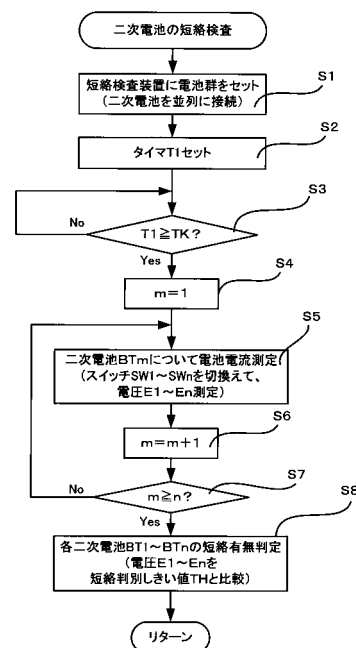 二次電池の短絡検査
短絡検査装置に電池群をセット
(二次電池を並列に接続)
S1
タイマT1セット
S2
T1≧TK?
S3
No
Yes
m=1
S4
二次電池BTmについて電池電流測定
(スイッチSW1~SWnを切換えて、
電圧E1~En測定)
S5
m=m+1
S6
m≧n?
S7
No
Yes
各二次電池BT1~BTnの短絡有無判定
(電圧E1~Enを
短絡判別しきい値THと比較)
S8
リターン